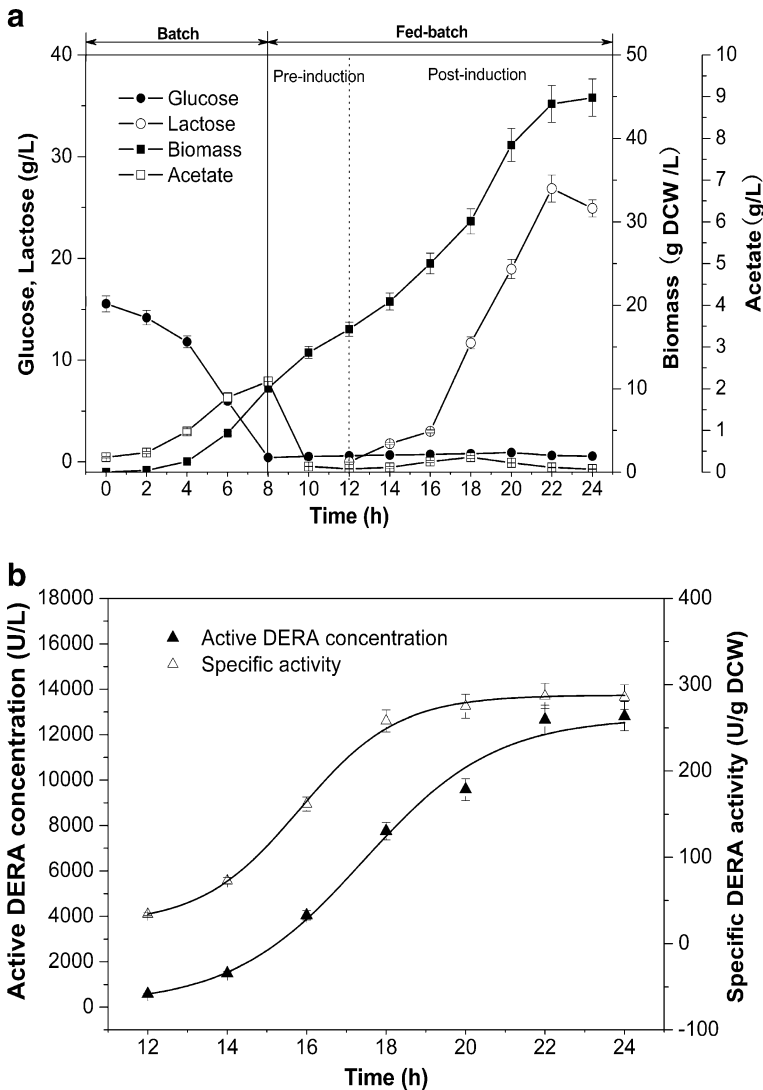 a
Batch
Fed-batch
Pre-induction
Post-induction
Glucose
Lactose
Biomass
Acetate
Glucose, Lactose (g/L)
40
30
20
10
0
Biomass (g DCW /L)
50
40
30
20
10
0
Acetate (g/L)
10
9
8
7
6
5
4
3
2
1
0
0 2 4 6 8 10 12 14 16 18 20 22 24
Time (h)
b
Active DERA concentration
Specific activity
Active DERA concentration (U/L)
18000
16000
14000
12000
10000
8000
6000
4000
2000
0
Specific DERA activity (U/g DCW)
400
300
200
100
0
-100
12 14 16 18 20 22 24
Time (h)